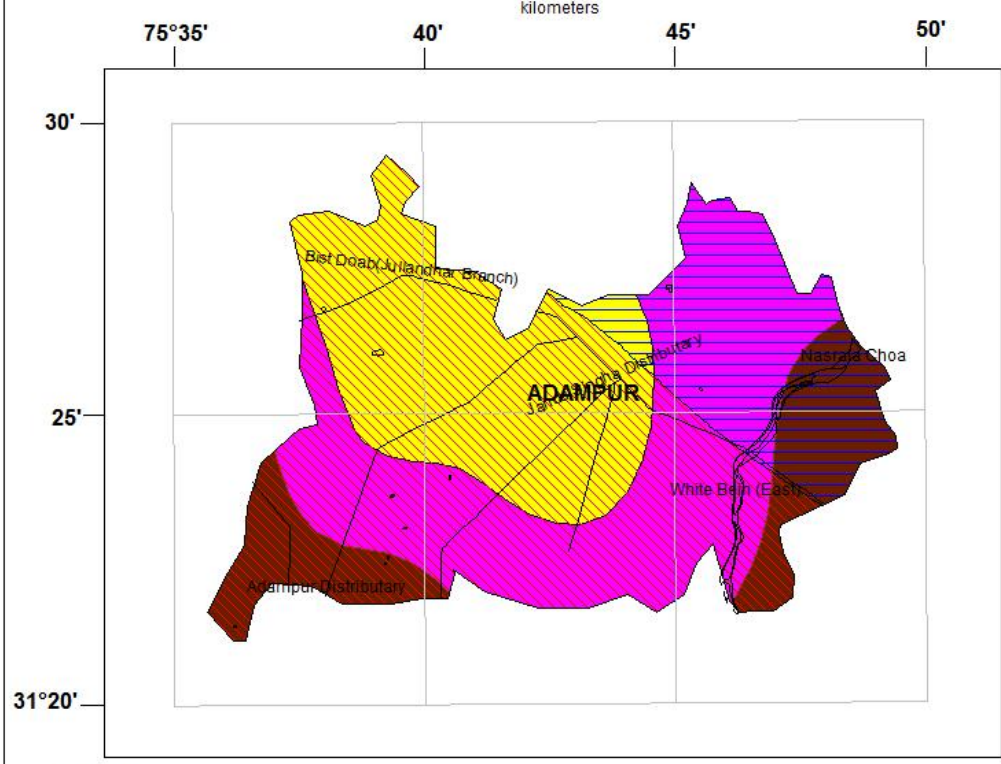 kilometers
75°35'
40'
45'
50'
30'
Bist Doab(Jullandhar Branch)
Nasrala Choa
Distributary
ADAMPUR
25'
White Bein (East)
Adampur Distributary
31°20'